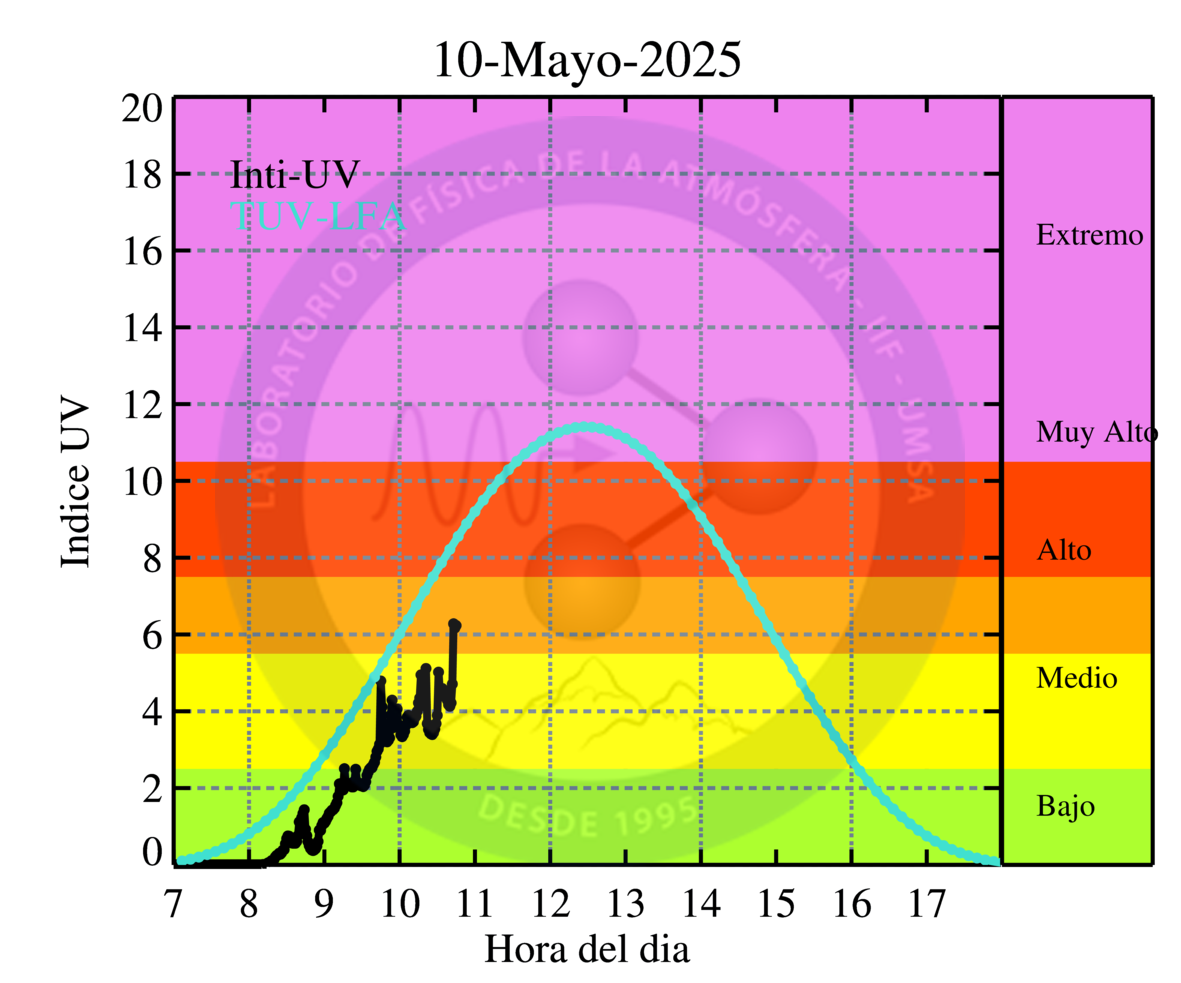 10-Mayo-2025
20
18
16
14
12
10
8
6
4
2
0
Indice UV
Inti-UV
TUV-LFA
LABORATORIO DE FÍSICA DE LA ATMÓSFERA - IIF - UMSA
DESDE 1995
Extremo
Muy Alto
Alto
Medio
Bajo
7 8 9 10 11 12 13 14 15 16 17
Hora del dia